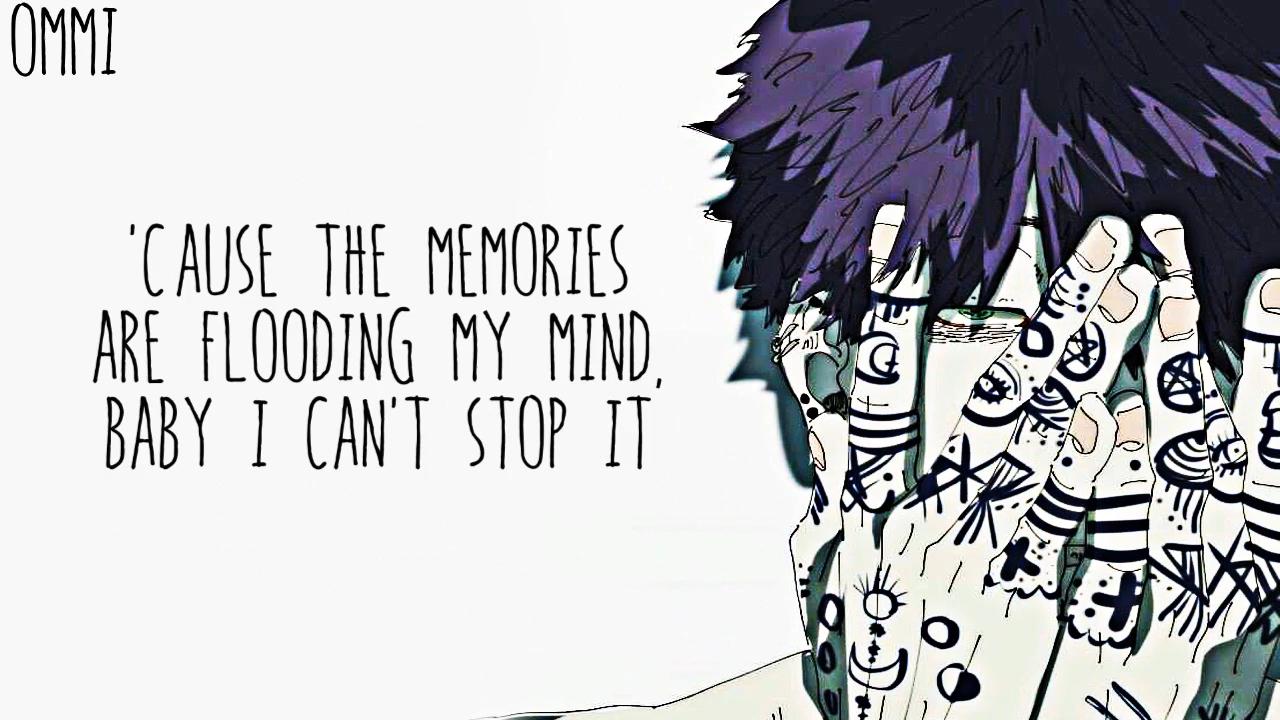 OMMI
'CAUSE THE MEMORIES
ARE FLOODING MY MIND,
BABY I CAN'T STOP IT